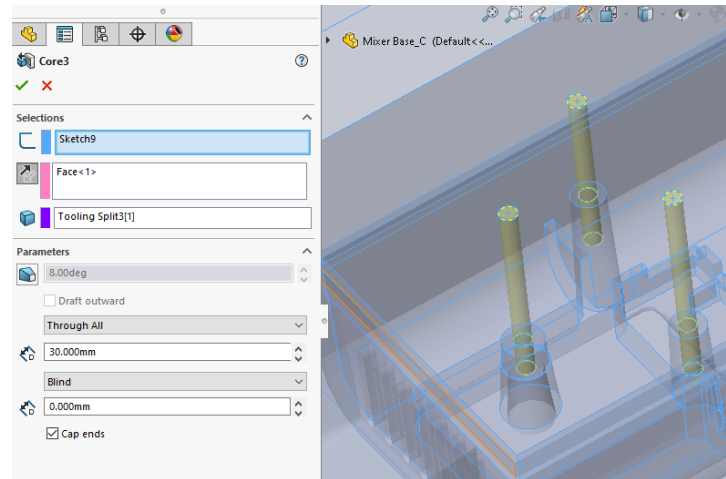 Core3
Mixer Base_C (Default<<...
Selections
Sketch9
Face<1>
Tooling Split3[1]
Parameters
8.00deg
Draft outward
Through All
D
30.000mm
Blind
D
0.000mm
Cap ends